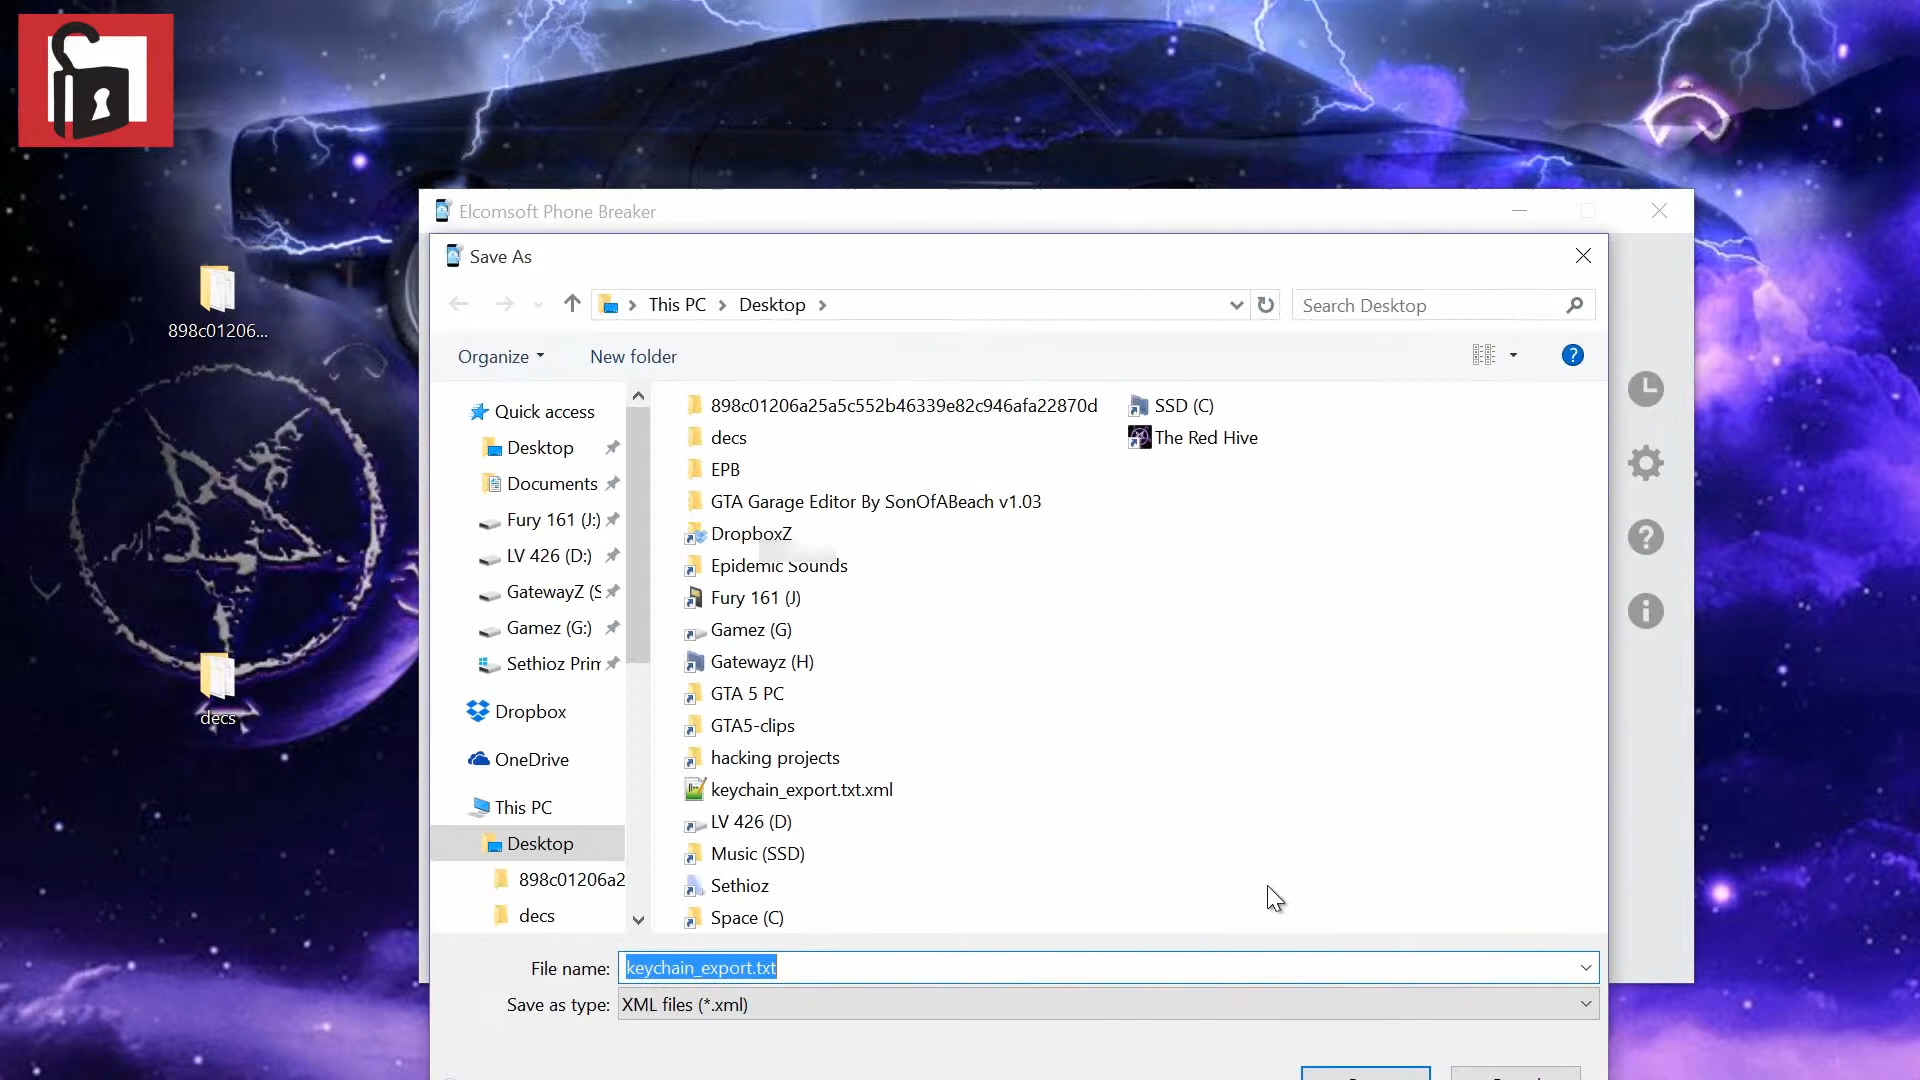 Elcomsoft Phone Breaker
Save As
This PC
Desktop
Search Desktop
Organize
New folder
898c01206...
decs
Quick access
Desktop
Documents
Fury 161 (J:)
LV 426 (D:)
GatewayZ (S
Gamez (G:)
Sethioz Prim
Dropbox
OneDrive
This PC
Desktop
898c01206a2
decs
898c01206a25a5c552b46339e82c946afa22870d
decs
EPB
GTA Garage Editor By SonOfABeach v1.03
DropboxZ
Epidemic Sounds
Fury 161 (J)
Gamez (G)
Gatewayz (H)
GTA 5 PC
GTA5-clips
hacking projects
keychain_export.txt.xml
LV 426 (D)
Music (SSD)
Sethioz
Space (C)
SSD (C)
The Red Hive
File name: keychain_export.txt
Save as type: XML files (*.xml)